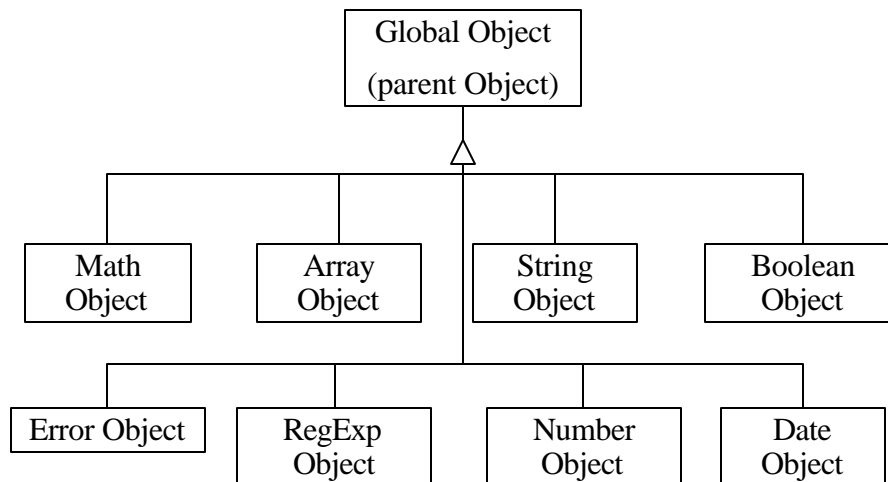 Global Object
(parent Object)
Math
Object
Array
Object
String
Object
Boolean
Object
Error Object
RegExp
Object
Number
Object
Date
Object